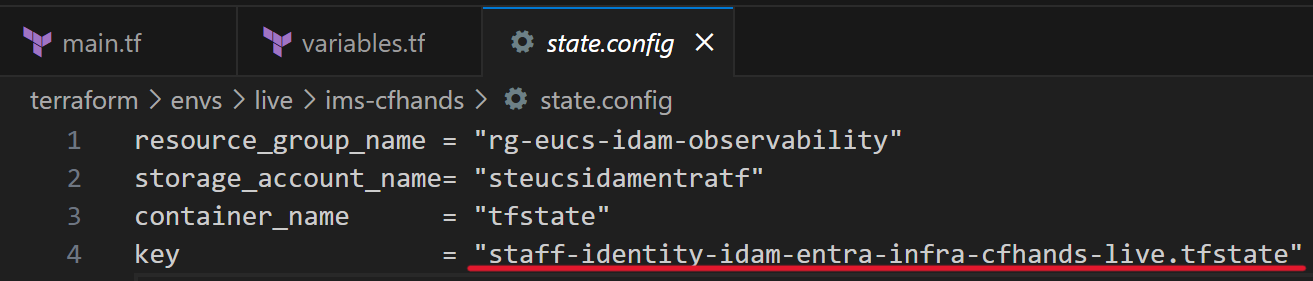 main.tf variables.tf state.config
terraform > envs > live > ims-cfhands > state.config
1 resource_group_name = "rg-eucs-idam-observability"
2 storage_account_name= "steucsidamentratf"
3 container_name = "tfstate"
4 key = "staff-identity-idam-entra-infra-cfhands-live.tfstate"